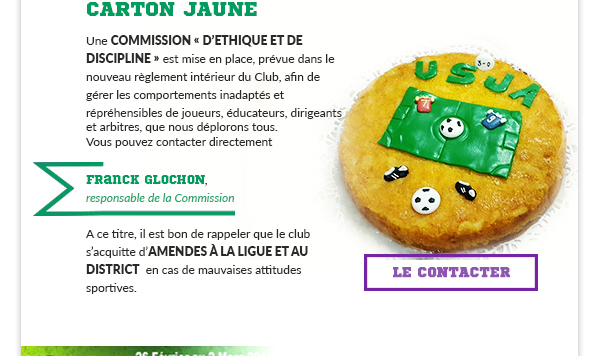 CARTON JAUNE
Une COMMISSION « D’ETHIQUE ET DE
DISCIPLINE » est mise en place, prévue dans le
nouveau règlement intérieur du Club, afin de
gérer les comportements inadaptés et
répréhensibles de joueurs, éducateurs, dirigeants
et arbitres, que nous déplorons tous.
Vous pouvez contacter directement
FRANCK GLOCHON,
responsable de la Commission
A ce titre, il est bon de rappeler que le club
s’acquitte d’AMENDES À LA LIGUE ET AU
DISTRICT en cas de mauvaises attitudes
sportives.
3-0
USJA
LE CONTACTER